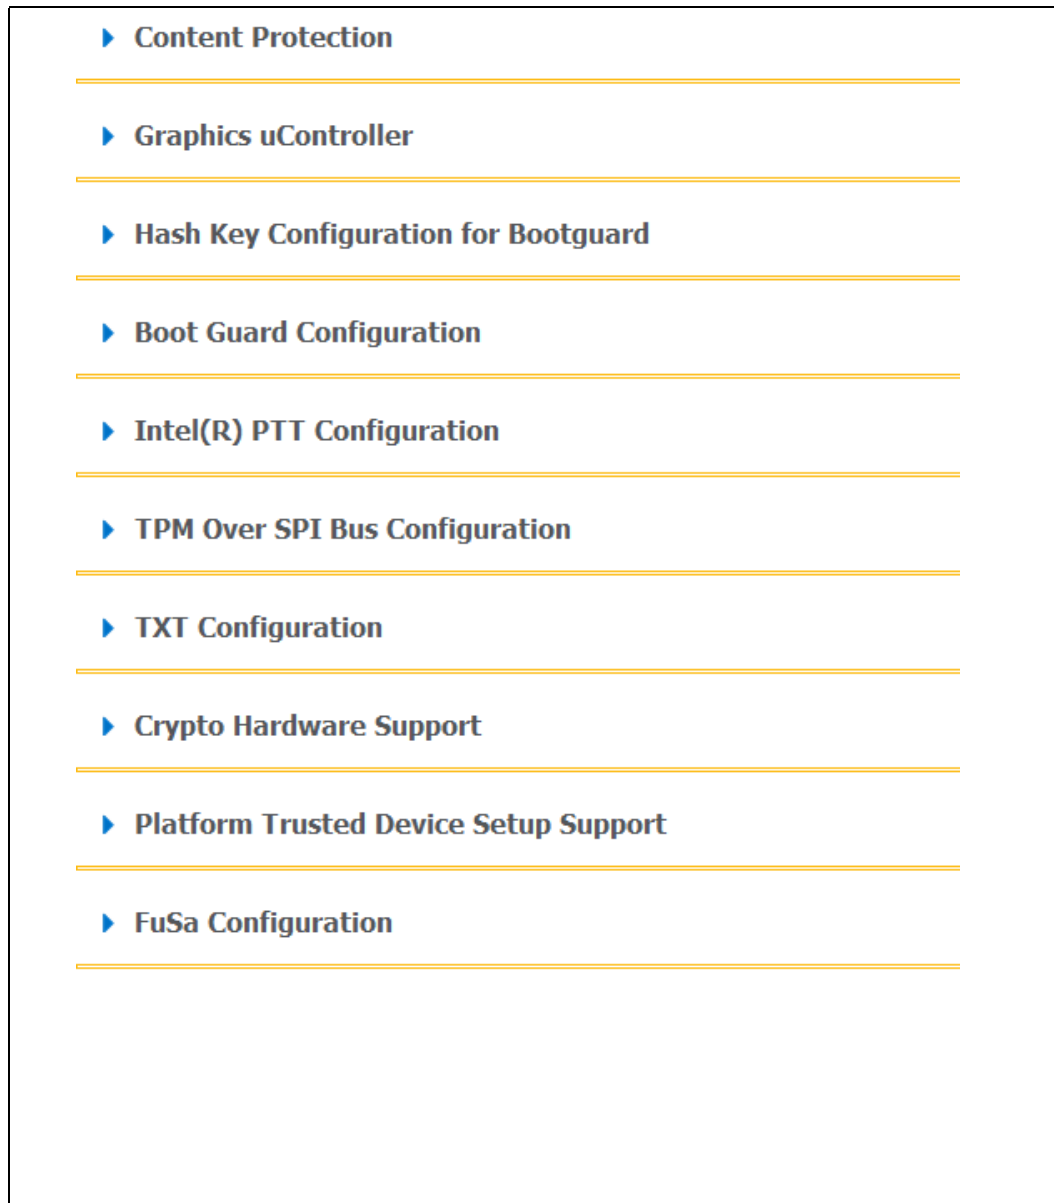 Content Protection
Graphics uController
Hash Key Configuration for Bootguard
Boot Guard Configuration
Intel(R) PTT Configuration
TPM Over SPI Bus Configuration
TXT Configuration
Crypto Hardware Support
Platform Trusted Device Setup Support
FuSa Configuration